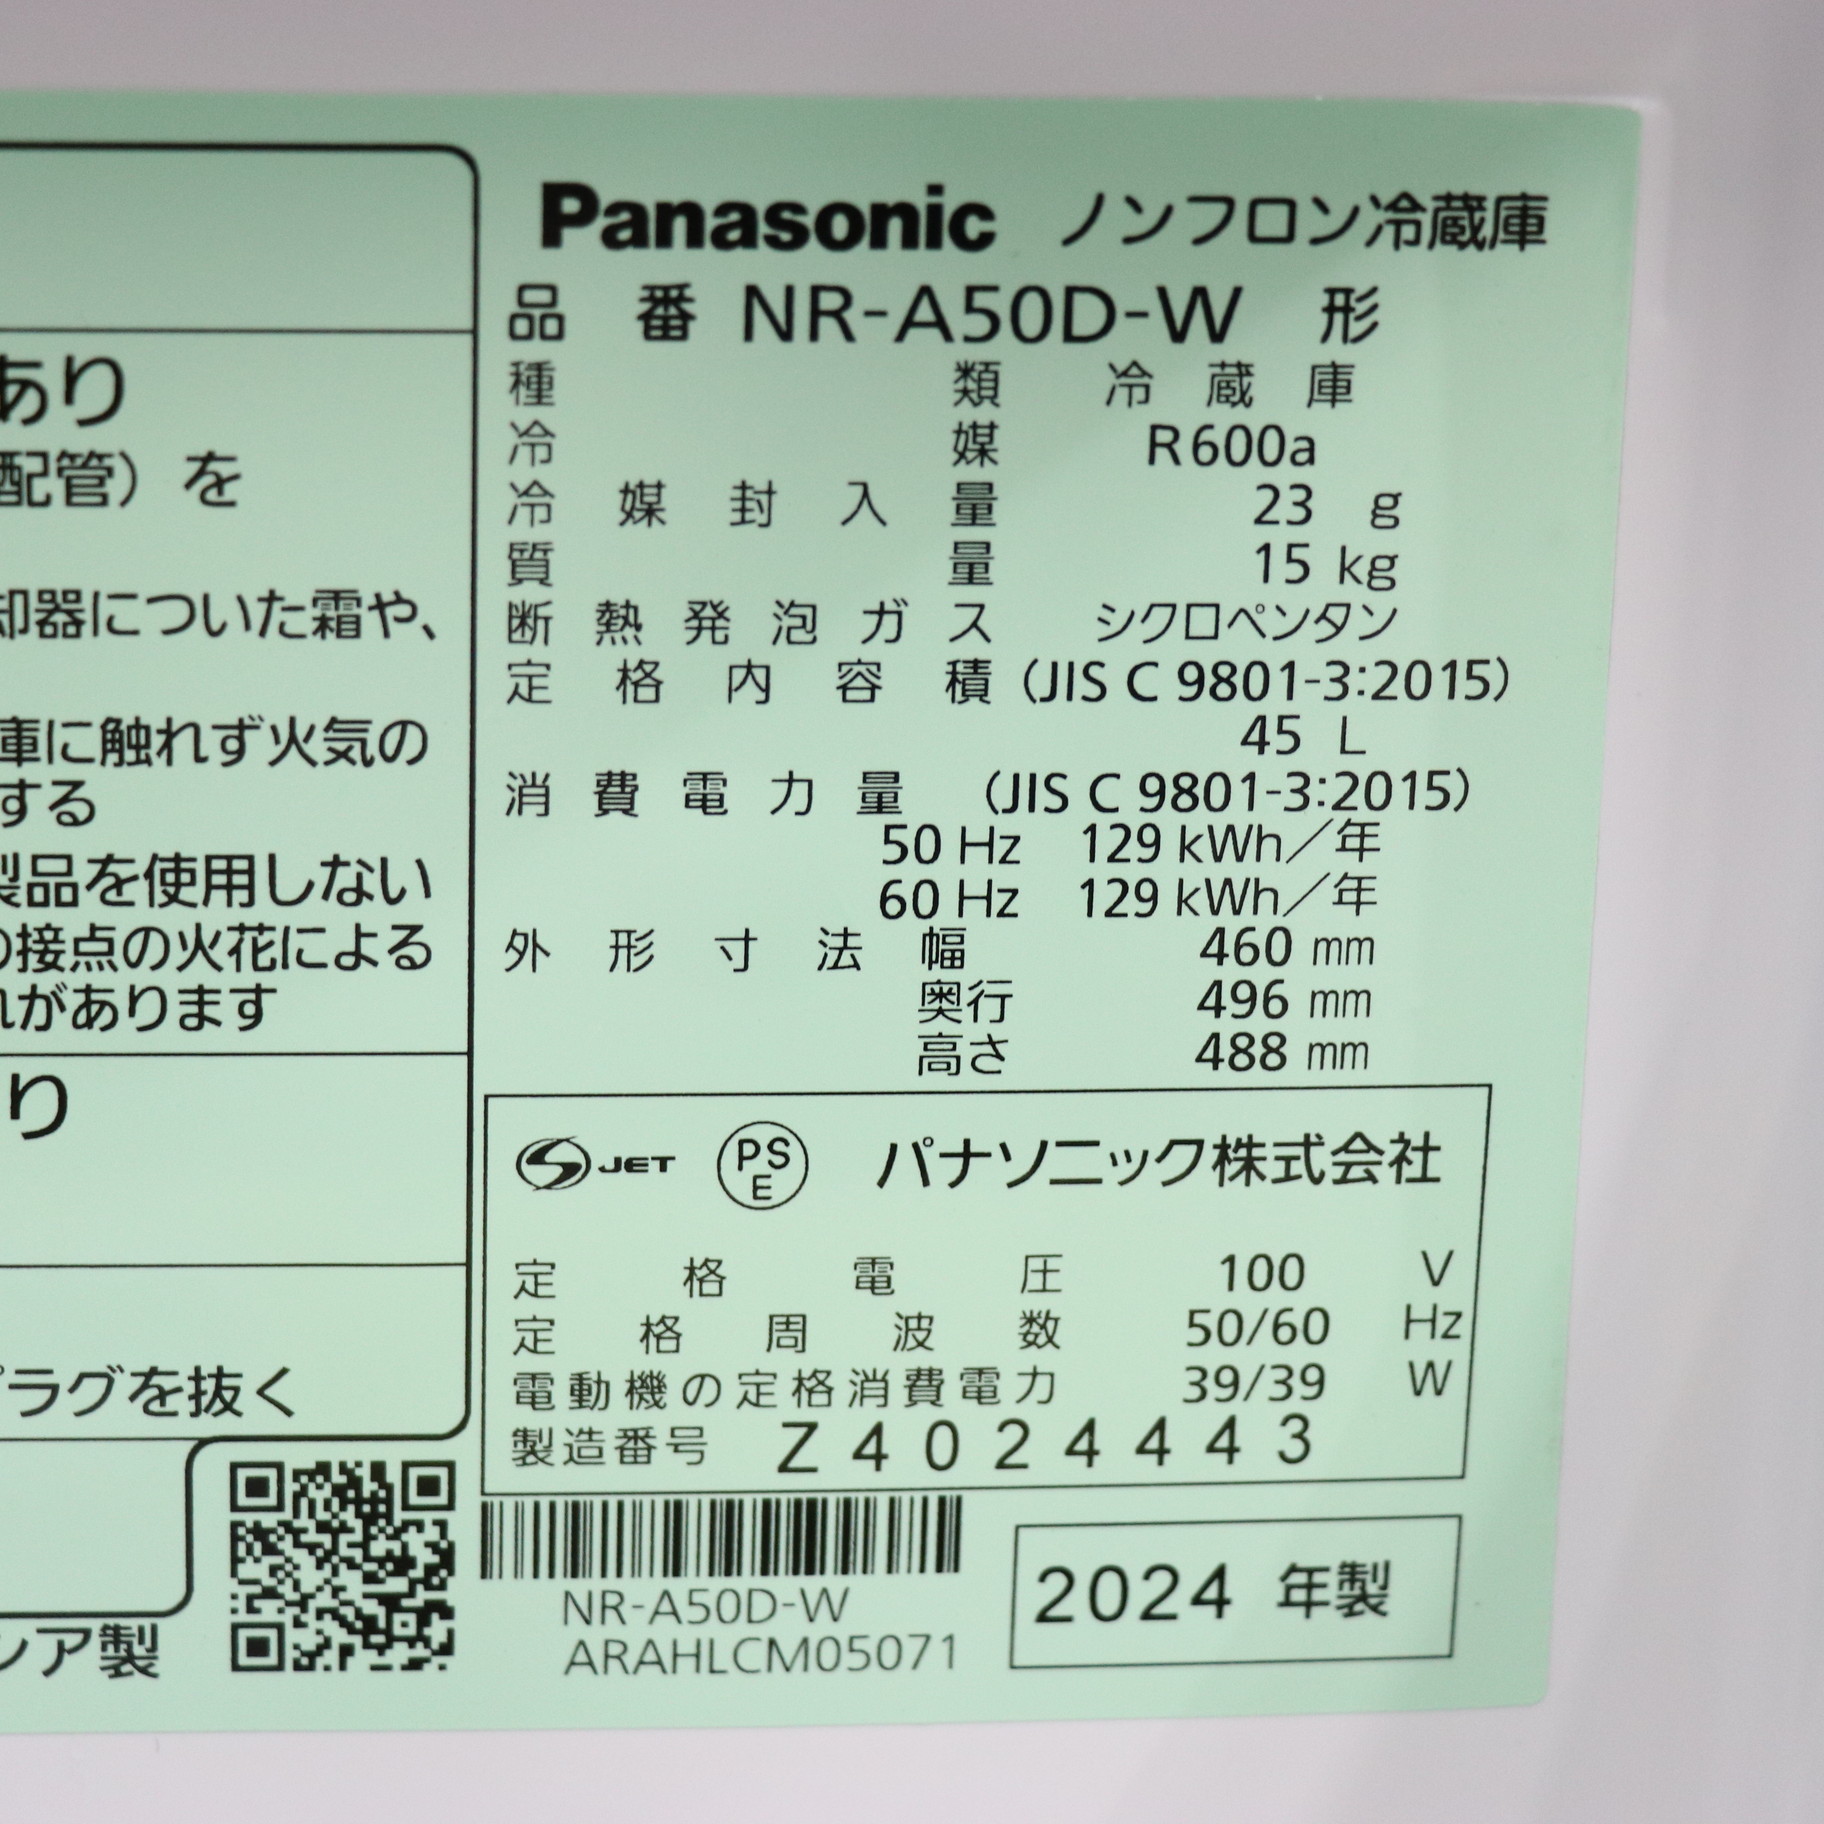 あり
配管）を
却器についた霜や、
庫に触れず火気の
する
製品を使用しない
の接点の火花による
れがあります
り
プラグを抜く
シア製
Panasonic ノンフロン冷蔵庫
品番 NR-A50D-W 形
種類 冷蔵庫
冷媒 R600a
冷媒封入量 23 g
質量 15 kg
断熱発泡ガス シクロペンタン
定格内容積（JIS C 9801-3:2015）
45 L
消費電力量（JIS C 9801-3:2015）
50 Hz 129 kWh／年
60 Hz 129 kWh／年
外形寸法 幅 460 mm
奥行 496 mm
高さ 488 mm
S JET PSE パナソニック株式会社
定格電圧 100 V
定格周波数 50/60 Hz
電動機の定格消費電力 39/39 W
製造番号 Z4024443
NR-A50D-W
ARAHLCM05071
2024 年製